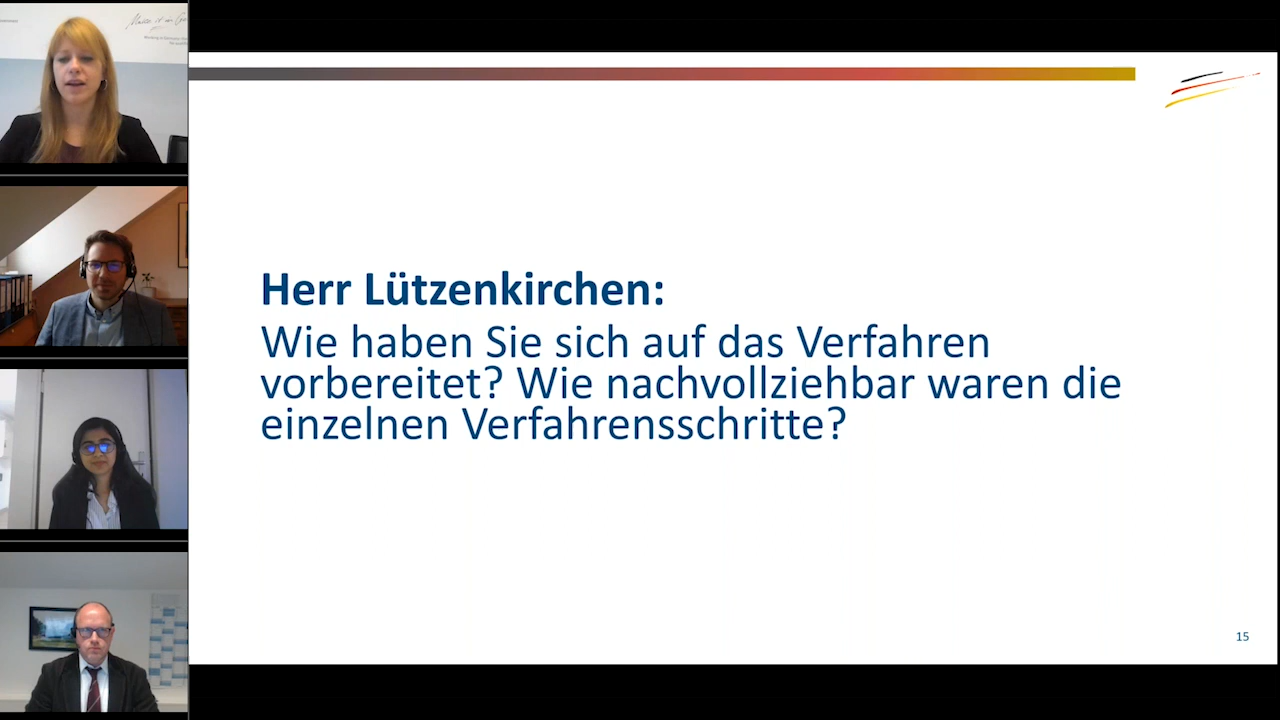 Herr Lützenkirchen:
Wie haben Sie sich auf das Verfahren
vorbereitet? Wie nachvollziehbar waren die
einzelnen Verfahrensschritte?
15